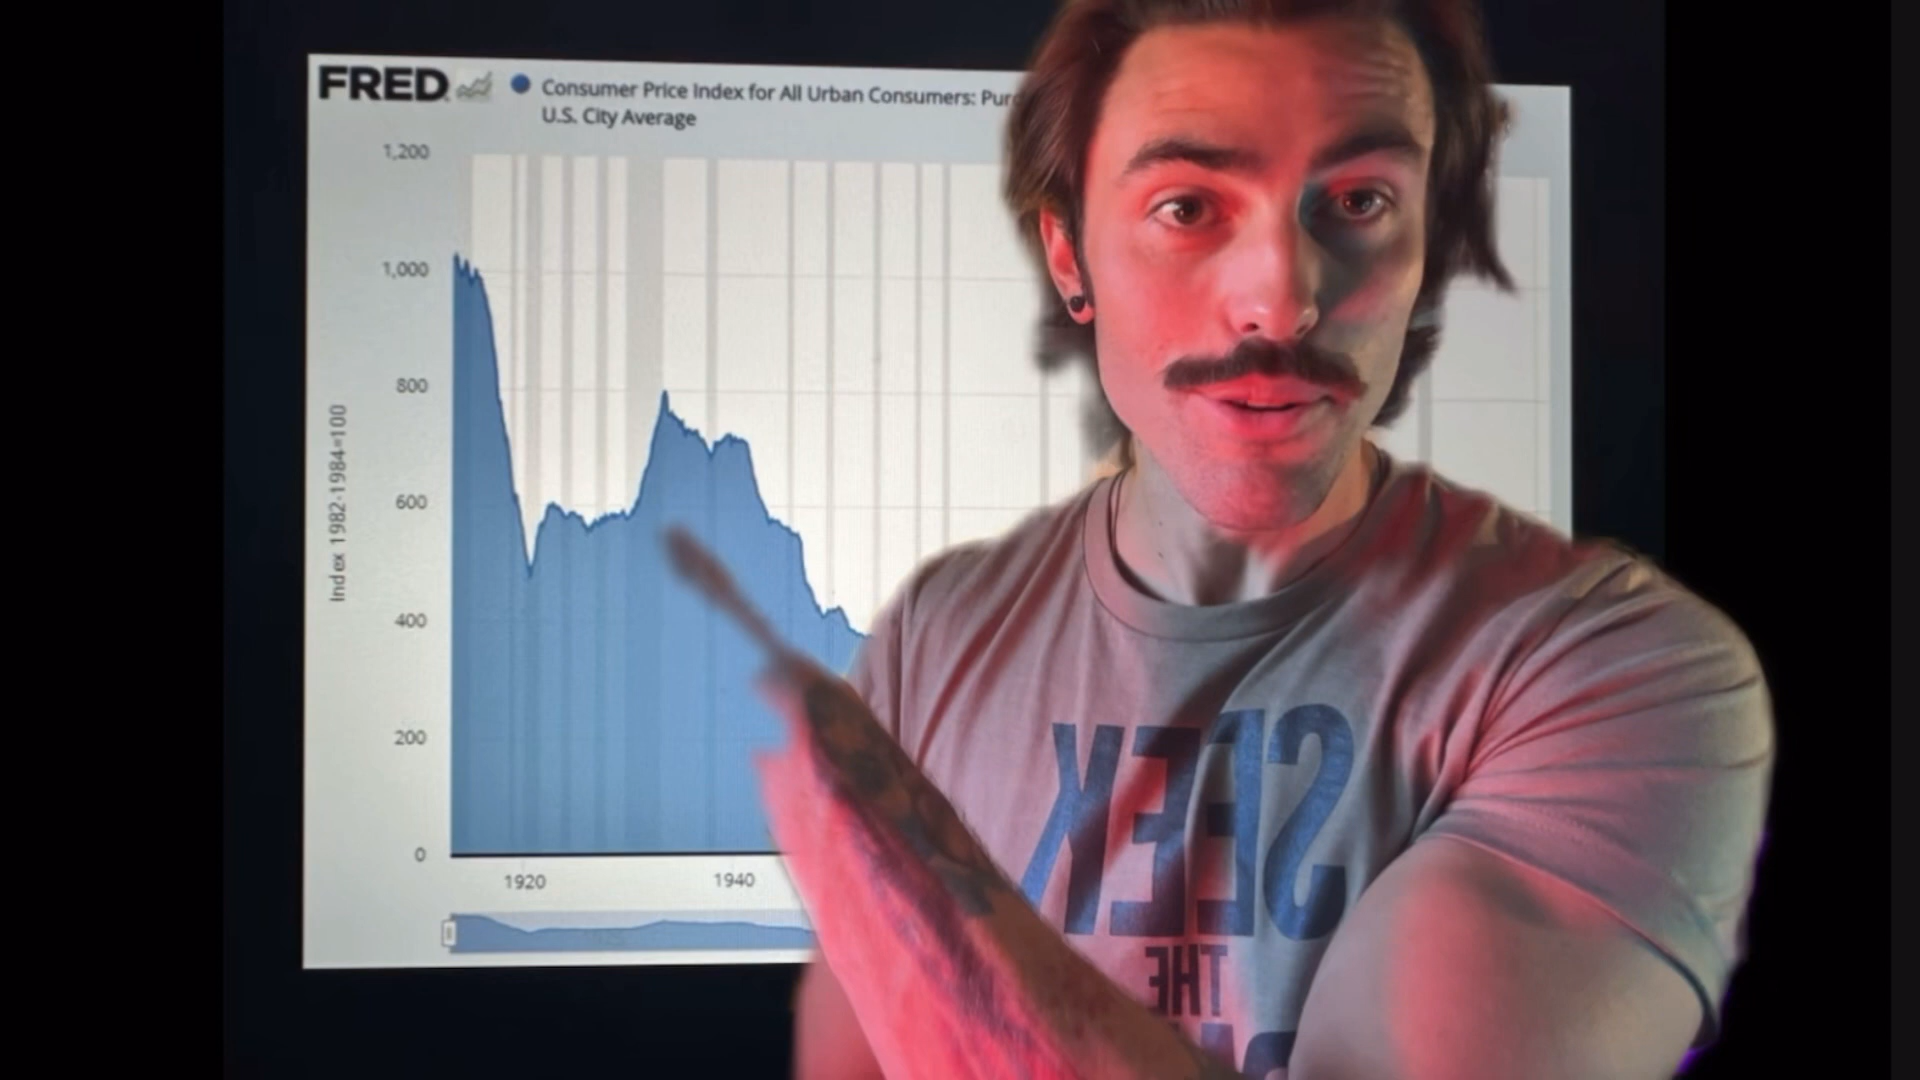 FRED
Consumer Price Index for All Urban Consumers:
U.S. City Average
1,200
1,000
800
600
400
200
0
Index 1982-1984=100
1920
1940
SEEK
THE